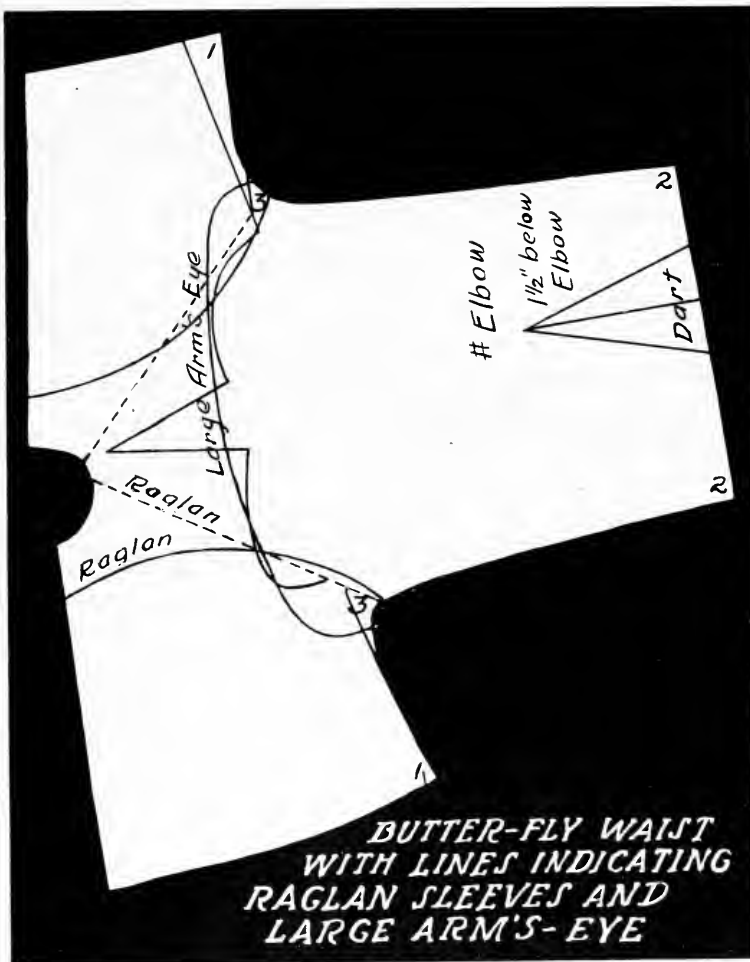 1
2
3
Large Arm's Eye
# Elbow
1½" below
Elbow
Dart
Raglan
Raglan
2
3
1
BUTTER-FLY WAIST
WITH LINES INDICATING
RAGLAN SLEEVES AND
LARGE ARM'S-EYE